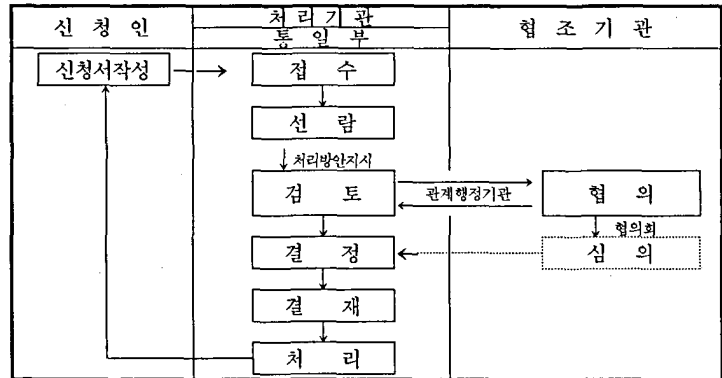 신 청 인
처 리 기 관
통 일 부
협 조 기 관
신청서작성
접 수
선 람
처리방안지시
검 토
관계행정기관
협 의
협의회
결 정
심 의
결 재
처 리